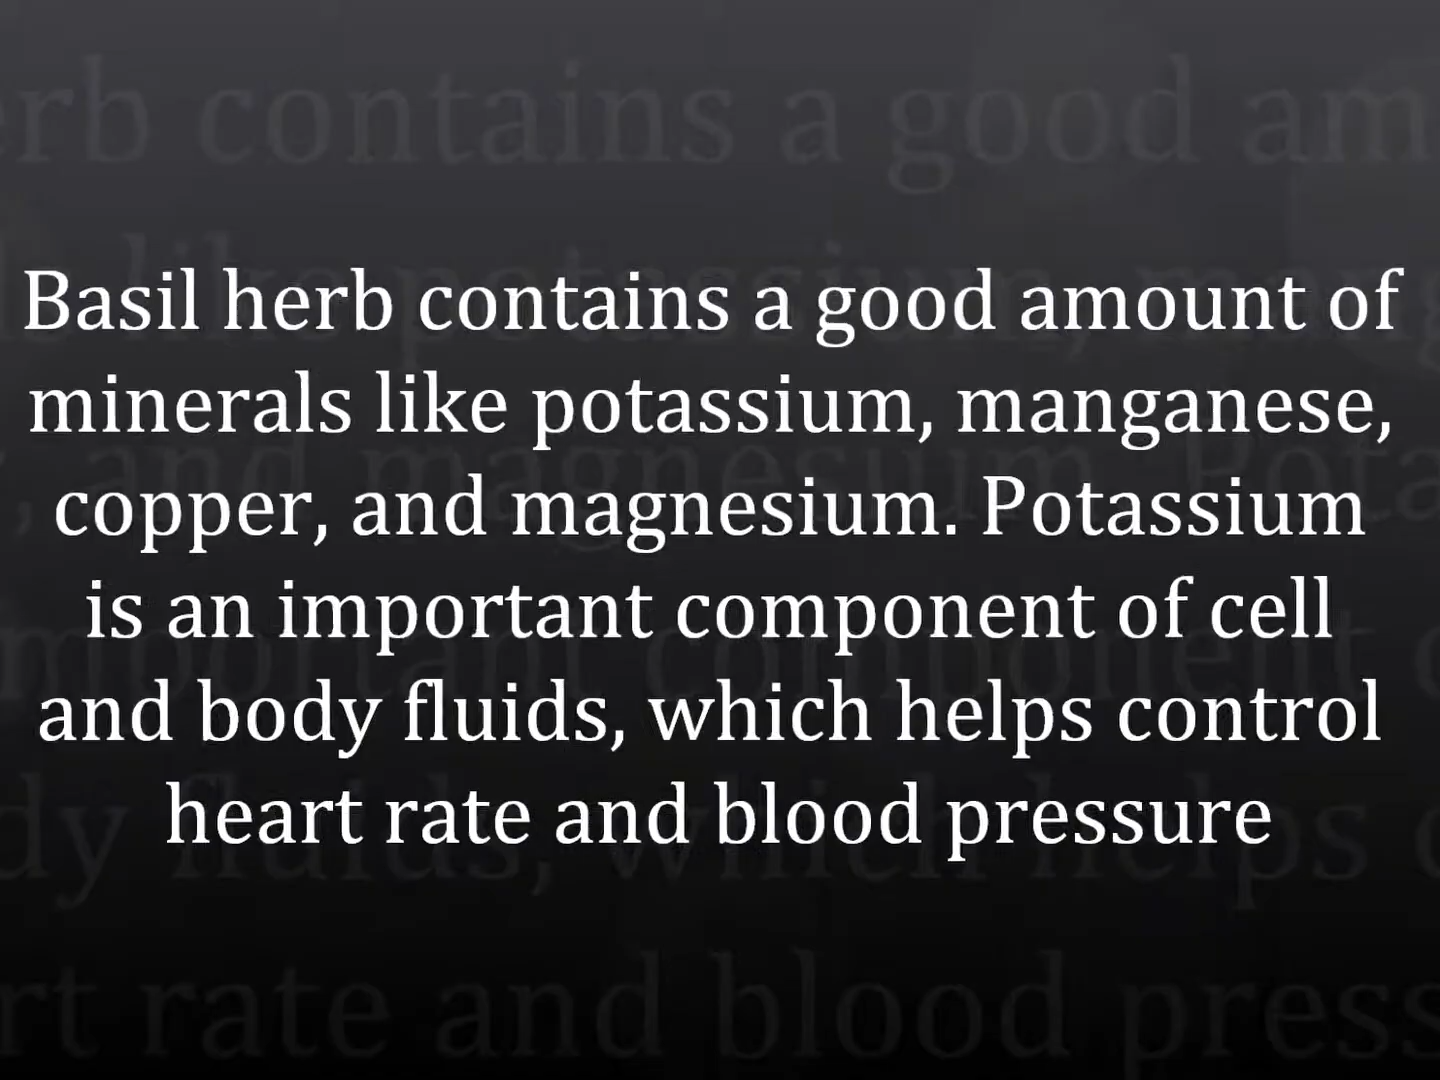 Basil herb contains a good amount of
minerals like potassium, manganese,
copper, and magnesium. Potassium
is an important component of cell
and body fluids, which helps control
heart rate and blood pressure